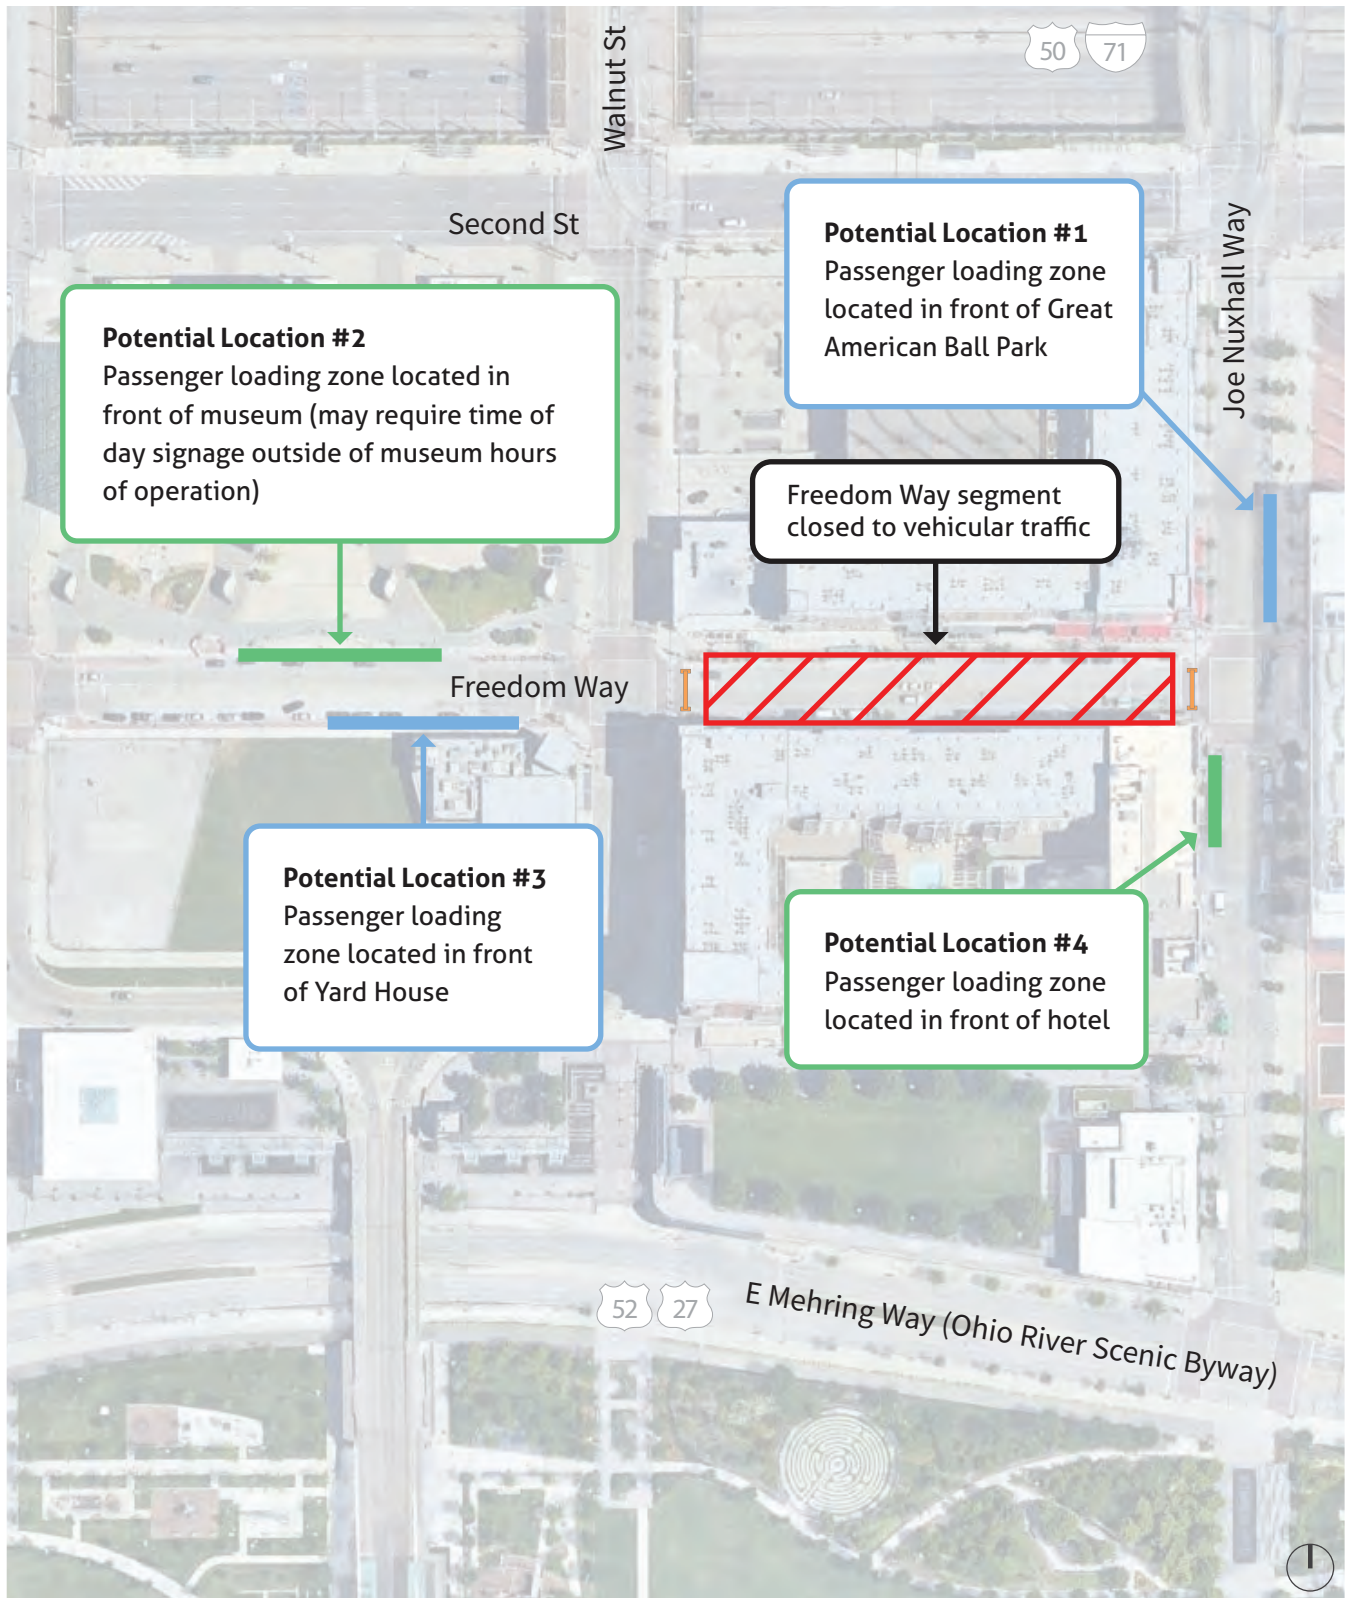 Walnut St
50
71
Second St
Joe Nuxhall Way
Potential Location #1
Passenger loading zone
located in front of Great
American Ball Park
Potential Location #2
Passenger loading zone located in
front of museum (may require time of
day signage outside of museum hours
of operation)
Freedom Way segment
closed to vehicular traffic
Freedom Way
Potential Location #3
Passenger loading
zone located in front
of Yard House
Potential Location #4
Passenger loading zone
located in front of hotel
52
27
E Mehring Way (Ohio River Scenic Byway)